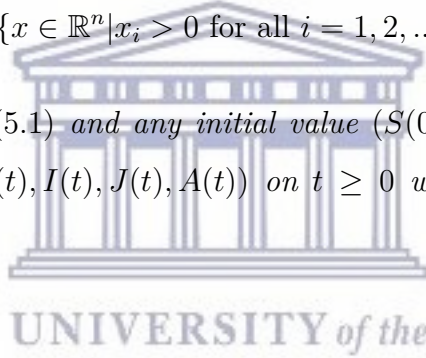 {x ∈ ℝⁿ|xᵢ > 0 for all i = 1, 2, ..
(5.1) and any initial value (S(0
(t), I(t), J(t), A(t)) on t ≥ 0 w
UNIVERSITY of the